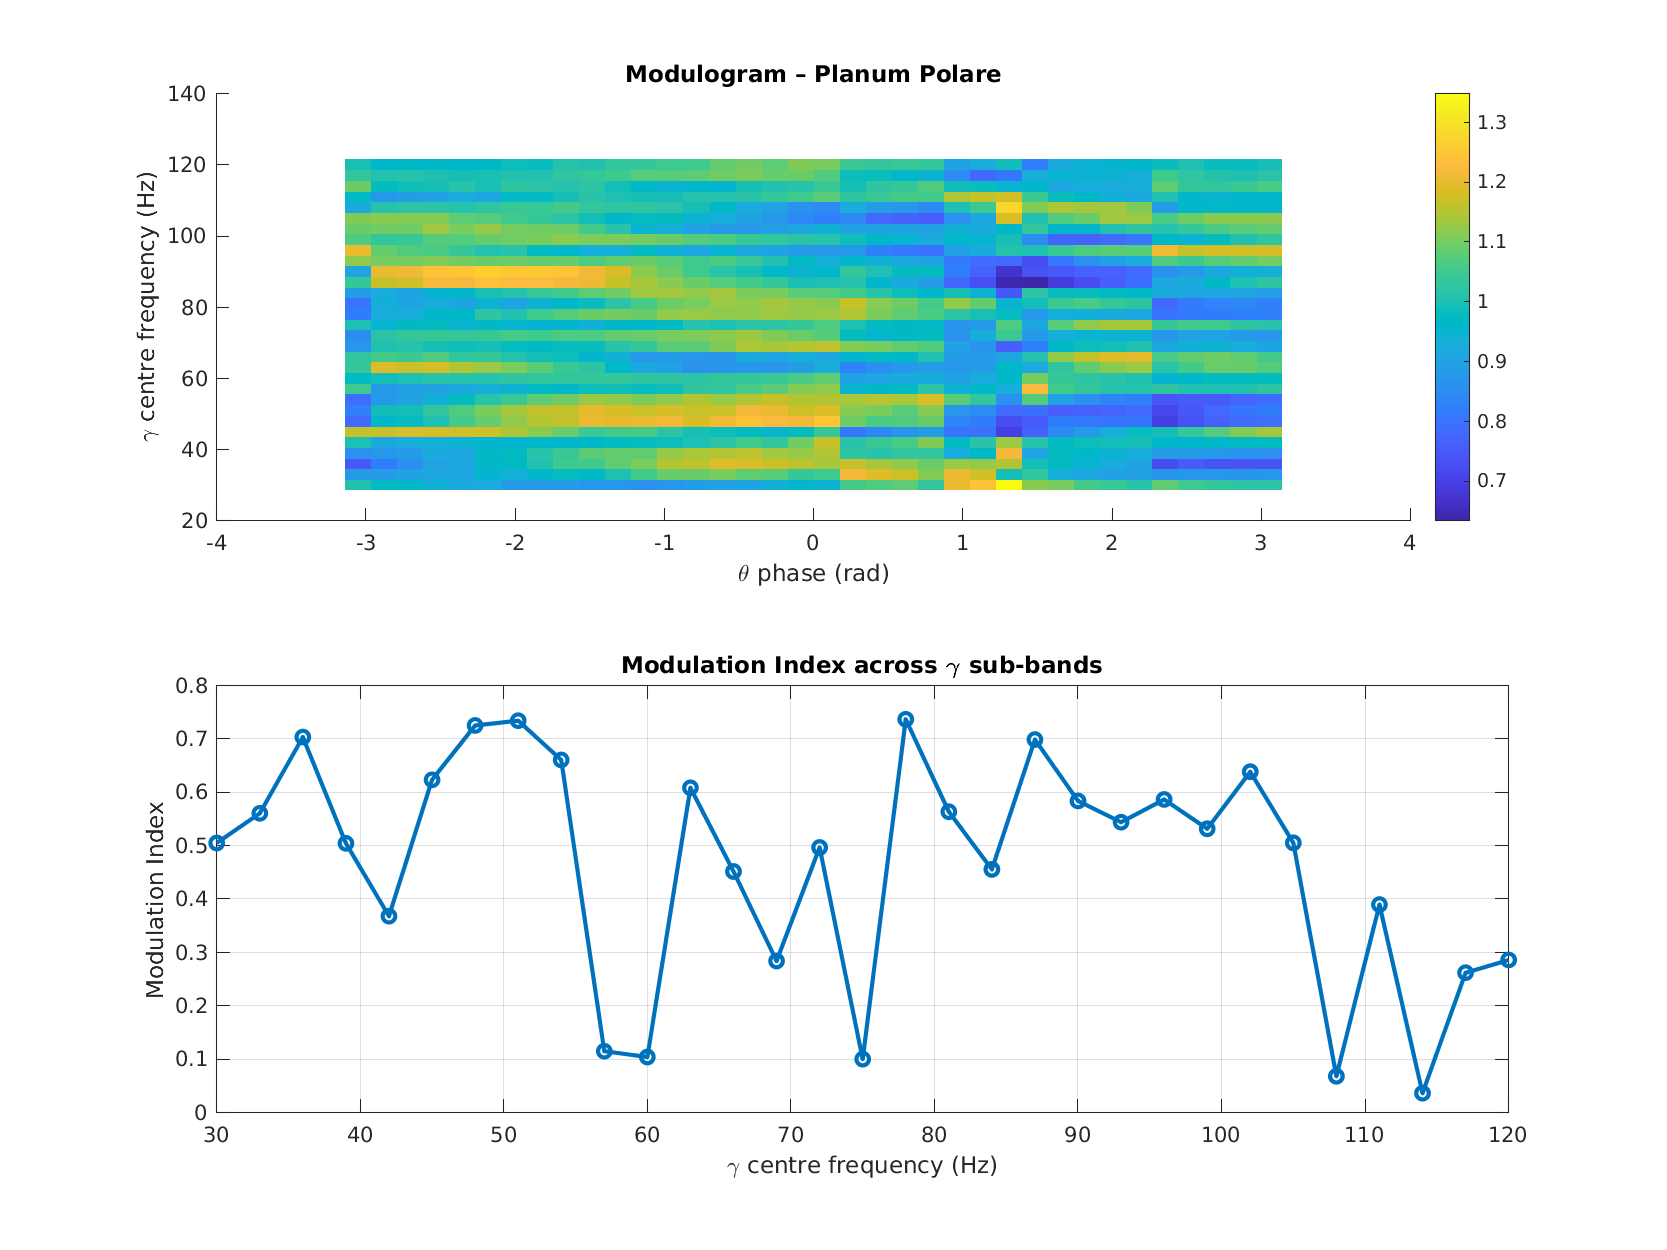 Modulogram – Planum Polare
140
120
100
80
60
40
20
γ centre frequency (Hz)
-4 -3 -2 -1 0 1 2 3 4
θ phase (rad)
1.3
1.2
1.1
1
0.9
0.8
0.7
Modulation Index across γ sub-bands
0.8
0.7
0.6
0.5
0.4
0.3
0.2
0.1
0
Modulation Index
30 40 50 60 70 80 90 100 110 120
γ centre frequency (Hz)